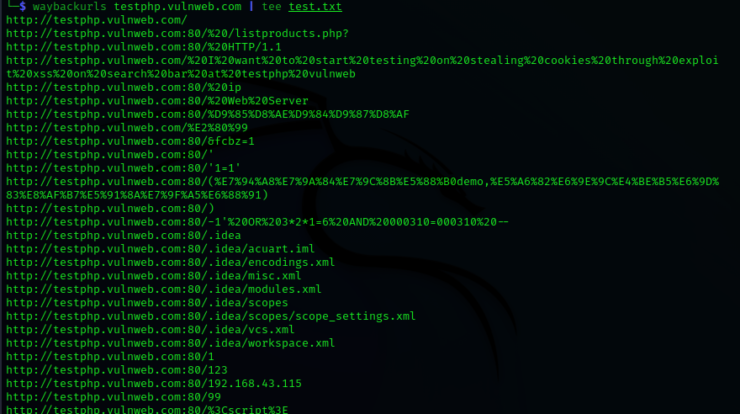 └─$ waybackurls testphp.vulnweb.com | tee test.txt
http://testphp.vulnweb.com/
http://testphp.vulnweb.com:80/%20/listproducts.php?
http://testphp.vulnweb.com:80/%20HTTP/1.1
http://testphp.vulnweb.com/%20I%20want%20to%20start%20testing%20on%20stealing%20cookies%20through%20exploi
t%20xss%20on%20search%20bar%20at%20testphp%20vulnweb
http://testphp.vulnweb.com:80/%20ip
http://testphp.vulnweb.com:80/%20Web%20Server
http://testphp.vulnweb.com:80/%D9%85%D8%AE%D9%84%D9%87%D8%AF
http://testphp.vulnweb.com/%E2%80%99
http://testphp.vulnweb.com:80/&fcbz=1
http://testphp.vulnweb.com:80/'
http://testphp.vulnweb.com:80/'1=1'
http://testphp.vulnweb.com:80/(%E7%94%A8%E7%9A%84%E7%9C%8B%E5%88%B0demo,%E5%A6%82%E6%9E%9C%E4%BE%B5%E6%9D%
83%E8%AF%B7%E5%91%8A%E7%9F%A5%E6%88%91)
http://testphp.vulnweb.com:80/)
http://testphp.vulnweb.com:80/-1'%20OR%203*2*1=6%20AND%20000310=000310%20--
http://testphp.vulnweb.com:80/.idea
http://testphp.vulnweb.com:80/.idea/acuart.iml
http://testphp.vulnweb.com:80/.idea/encodings.xml
http://testphp.vulnweb.com:80/.idea/misc.xml
http://testphp.vulnweb.com:80/.idea/modules.xml
http://testphp.vulnweb.com:80/.idea/scopes
http://testphp.vulnweb.com:80/.idea/scopes/scope_settings.xml
http://testphp.vulnweb.com:80/.idea/vcs.xml
http://testphp.vulnweb.com:80/.idea/workspace.xml
http://testphp.vulnweb.com:80/1
http://testphp.vulnweb.com:80/123
http://testphp.vulnweb.com:80/192.168.43.115
http://testphp.vulnweb.com:80/99
http://testphp.vulnweb.com:80/%3Cscript%3E